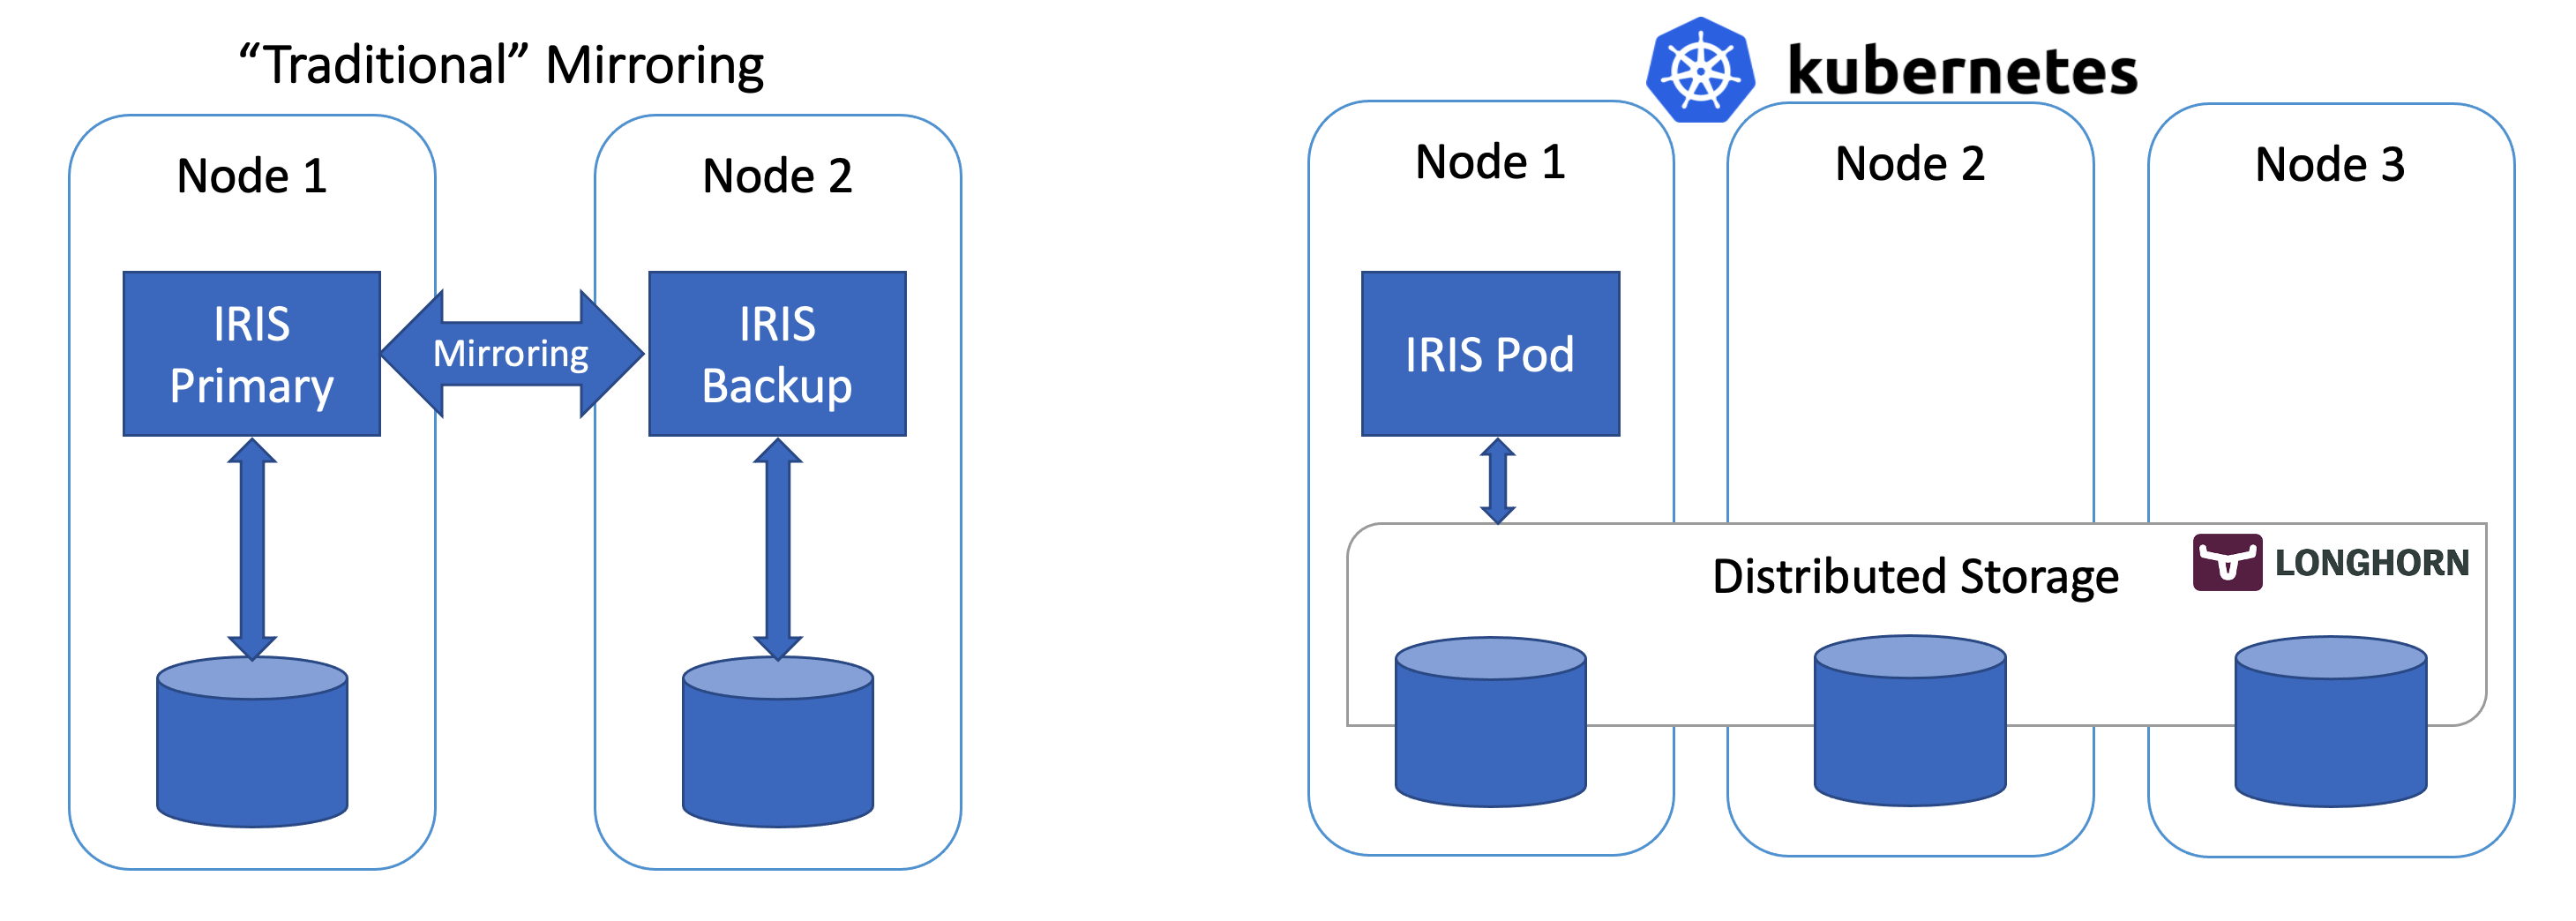 “Traditional” Mirroring
Node 1
Node 2
IRIS
Primary
Mirroring
IRIS
Backup
kubernetes
Node 1
Node 2
Node 3
IRIS Pod
Distributed Storage
LONGHORN